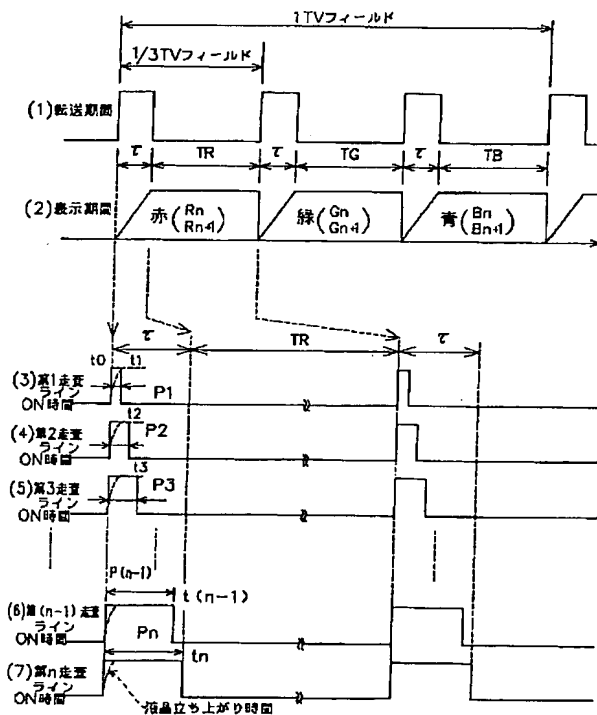 1TVフィールド
1/3TVフィールド
(1)転送期間
τ TR τ TG τ TB
(2)表示期間
赤(Rn Rn+1) 緑(Gn Gn+1) 青(Bn Bn+1)
τ TR τ
t0 t1
(3)第1走査
ライン
ON時間
P1
t2
(4)第2走査
ライン
ON時間
P2
t3
(5)第3走査
ライン
ON時間
P3
P(n-1)
t(n-1)
(6)第(n-1)走査
ライン
ON時間
Pn
tn
(7)第n走査
ライン
ON時間
液晶立ち上がり時間